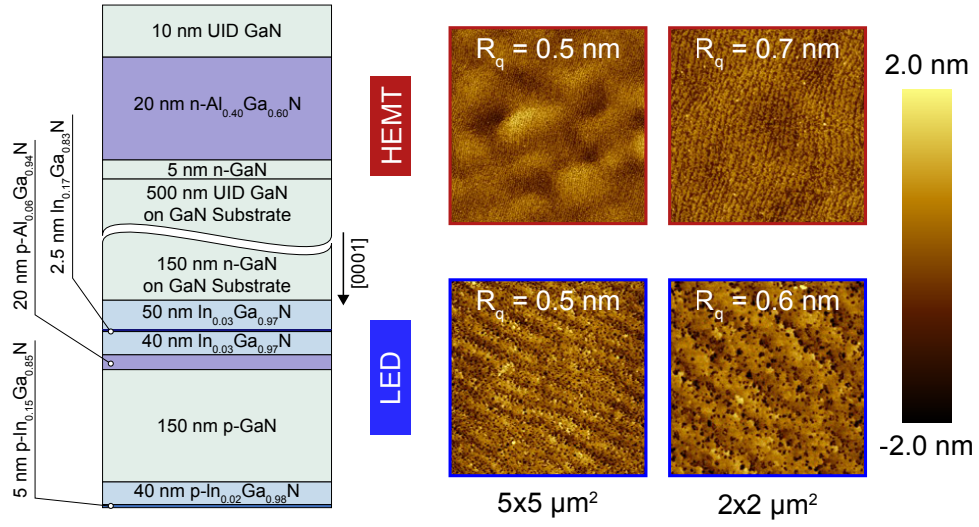 10 nm UID GaN
20 nm n-Al₀.₄₀Ga₀.₆₀N
5 nm n-GaN
500 nm UID GaN
on GaN Substrate
150 nm n-GaN
on GaN Substrate
50 nm In₀.₀₃Ga₀.₉₇N
40 nm In₀.₀₃Ga₀.₉₇N
150 nm p-GaN
40 nm p-In₀.₀₂Ga₀.₉₈N
20 nm p-Al₀.₀₆Ga₀.₉₄N
2.5 nm In₀.₁₇Ga₀.₈₃N
5 nm p-In₀.₁₅Ga₀.₈₅N
[0001]
HEMT
R_q = 0.5 nm
R_q = 0.7 nm
LED
R_q = 0.5 nm
R_q = 0.6 nm
5x5 µm²
2x2 µm²
2.0 nm
-2.0 nm